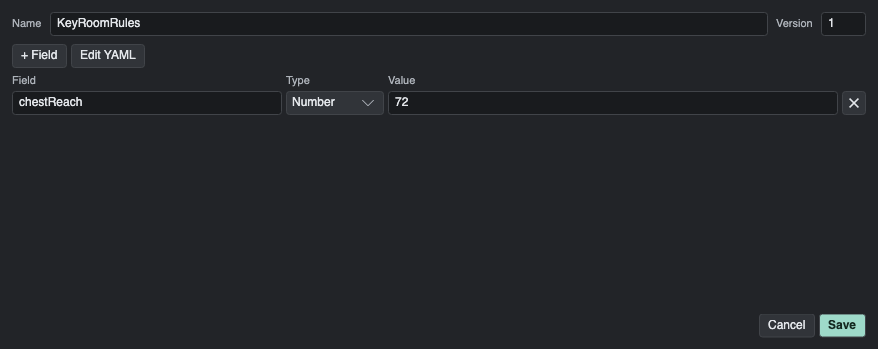 Name KeyRoomRules Version 1
+ Field Edit YAML
Field Type Value
chestReach Number 72
Cancel Save